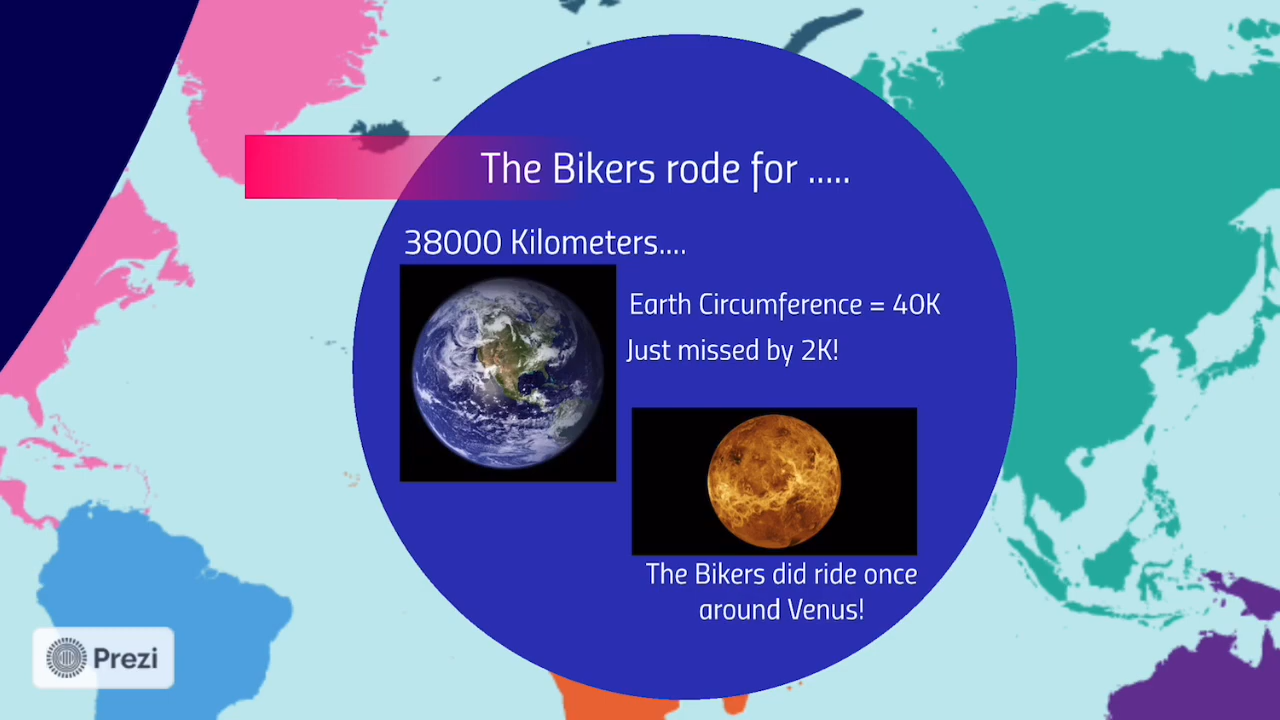 The Bikers rode for .....
38000 Kilometers....
Earth Circumference = 40K
Just missed by 2K!
The Bikers did ride once
around Venus!
Prezi